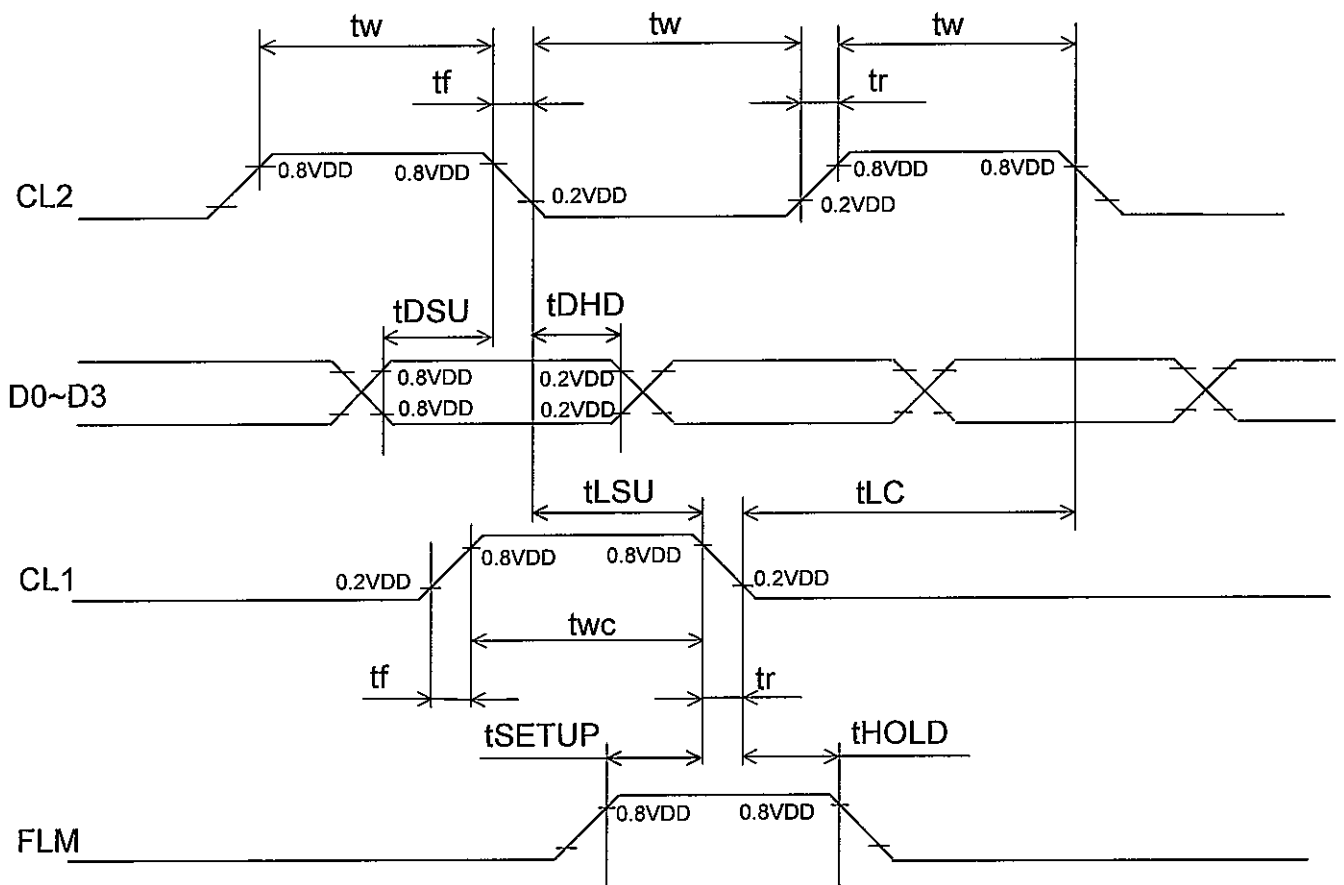 tw tw tw
tf tr
0.8VDD 0.8VDD 0.8VDD 0.8VDD
CL2 0.2VDD 0.2VDD
tDSU tDHD
0.8VDD 0.2VDD
D0~D3
0.8VDD 0.2VDD
tLSU tLC
0.8VDD 0.8VDD
CL1 0.2VDD 0.2VDD
twc
tf tr
tSETUP tHOLD
0.8VDD 0.8VDD
FLM